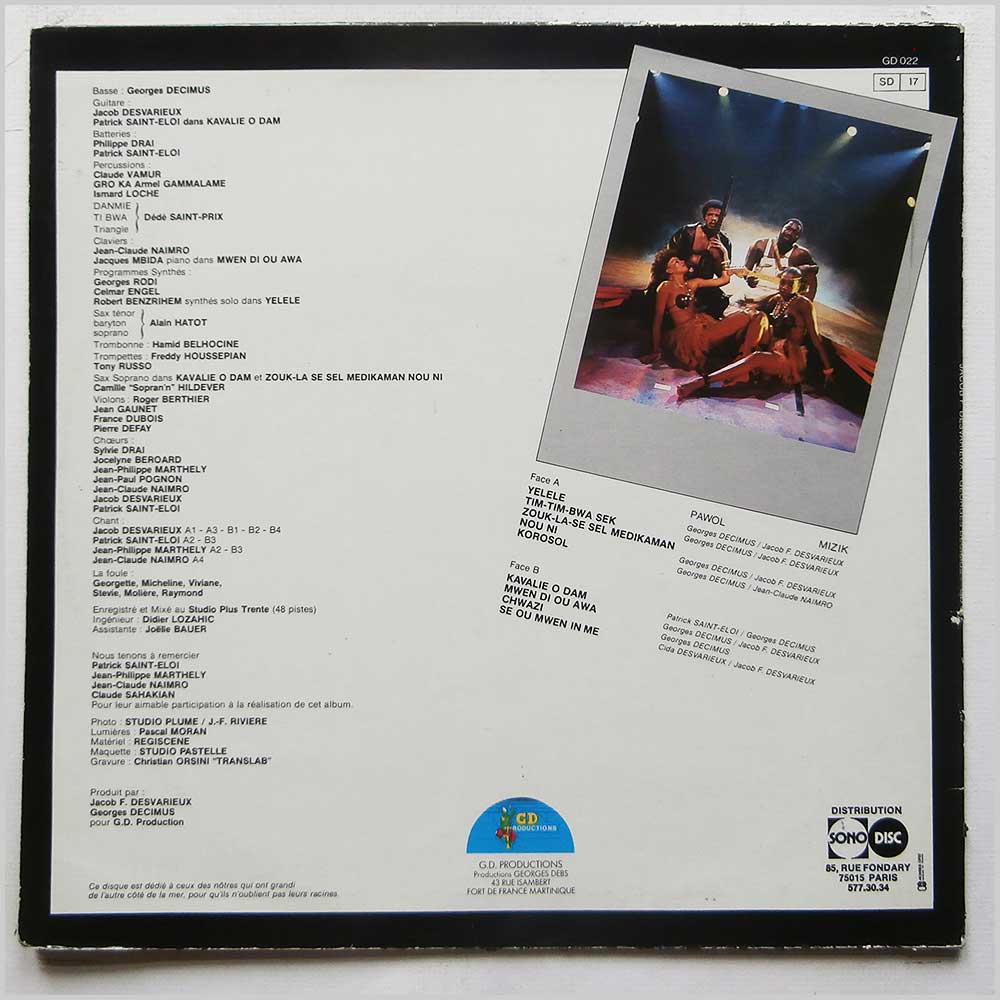 GD 022
SD 17
Basse : Georges DECIMUS
Guitare :
Jacob DESVARIEUX
Patrick SAINT-ELOI dans KAVALIE O DAM
Batteries :
Philippe DRAI
Patrick SAINT-ELOI
Percussions :
Claude VAMUR
GRO KA Armel GAMMALAME
Ismard LOCHE
DANMIE
TI BWA
Triangle
Dédé SAINT-PRIX
Claviers :
Jean-Claude NAIMRO
Jacques MBIDA piano dans MWEN DI OU AWA
Programmes Synthés :
Georges RODI
Celmar ENGEL
Robert BENZRIHEM synthés solo dans YELELE
Sax ténor
baryton
soprano
Alain HATOT
Trombonne : Hamid BELHOCINE
Trompettes : Freddy HOUSSEPIAN
Tony RUSSO
Sax Soprano dans KAVALIE O DAM et ZOUK-LA SE SEL MEDIKAMAN NOU NI
Camille "Sopran'n" HILDEVER
Violons : Roger BERTHIER
Jean GAUNET
France DUBOIS
Pierre DEFAY
Chœurs :
Sylvie DRAI
Jocelyne BEROARD
Jean-Philippe MARTHELY
Jean-Paul POGNON
Jean-Claude NAIMRO
Jacob DESVARIEUX
Patrick SAINT-ELOI
Chant :
Jacob DESVARIEUX A1 - A3 - B1 - B2 - B4
Patrick SAINT-ELOI A2 - B3
Jean-Philippe MARTHELY A2 - B3
Jean-Claude NAIMRO A4
La foule :
Georgette, Micheline, Viviane,
Stevie, Molière, Raymond
Enregistré et Mixé au Studio Plus Trente (48 pistes)
Ingénieur : Didier LOZAHIC
Assistante : Joëlle BAUER
Nous tenons à remercier
Patrick SAINT-ELOI
Jean-Philippe MARTHELY
Jean-Claude NAIMRO
Claude SAHAKIAN
Pour leur aimable participation à la réalisation de cet album.
Photo : STUDIO PLUME / J.-F. RIVIERE
Lumières : Pascal MORAN
Matériel : REGISCENE
Maquette : STUDIO PASTELLE
Gravure : Christian ORSINI "TRANSLAB"
Produit par :
Jacob F. DESVARIEUX
Georges DECIMUS
pour G.D. Production
Ce disque est dédié à ceux des nôtres qui ont grandi
de l'autre côté de la mer, pour qu'ils n'oublient pas leurs racines.
Face A
YELELE
TIM-TIM-BWA SEK
ZOUK-LA-SE SEL MEDIKAMAN
NOU NI
KOROSOL
Face B
KAVALIE O DAM
MWEN DI OU AWA
CHWAZI
SE OU MWEN IN ME
PAWOL
MIZIK
Georges DECIMUS / Jacob F. DESVARIEUX
Georges DECIMUS / Jacob F. DESVARIEUX
Georges DECIMUS / Jacob F. DESVARIEUX
Georges DECIMUS / Jean-Claude NAIMRO
Patrick SAINT-ELOI / Georges DECIMUS
Georges DECIMUS / Jacob F. DESVARIEUX
Georges DECIMUS
Cida DESVARIEUX / Jacob F. DESVARIEUX
GD
PRODUCTIONS
G.D. PRODUCTIONS
Productions GEORGES DEBS
43 RUE ISAMBERT
FORT DE FRANCE MARTINIQUE
DISTRIBUTION
SONO DISC
85, RUE FONDARY
75015 PARIS
577.30.34